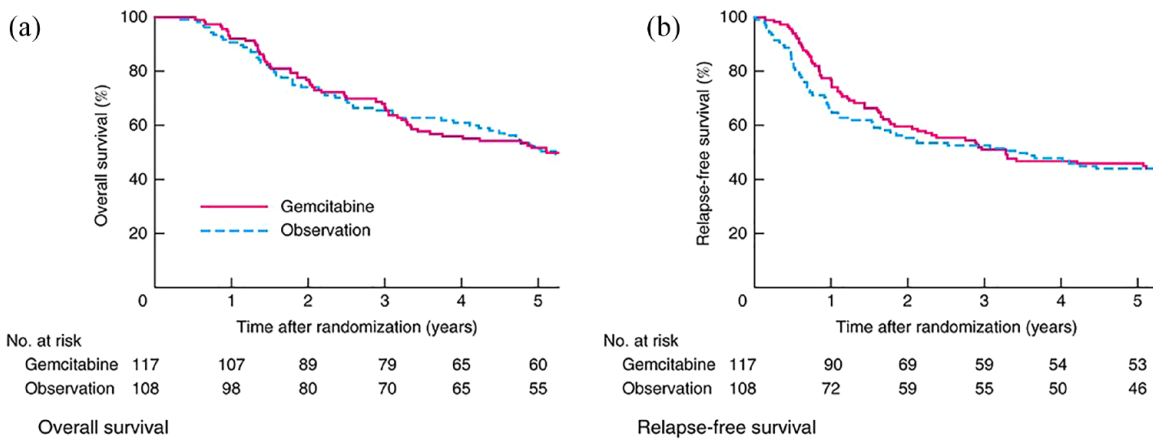 (a)
Overall survival (%)
100
80
60
40
20
0
1
2
3
4
5
Gemcitabine
Observation
Time after randomization (years)
No. at risk
Gemcitabine 117 107 89 79 65 60
Observation 108 98 80 70 65 55
Overall survival
(b)
Relapse-free survival (%)
100
80
60
40
20
0
1
2
3
4
5
Time after randomization (years)
No. at risk
Gemcitabine 117 90 69 59 54 53
Observation 108 72 59 55 50 46
Relapse-free survival